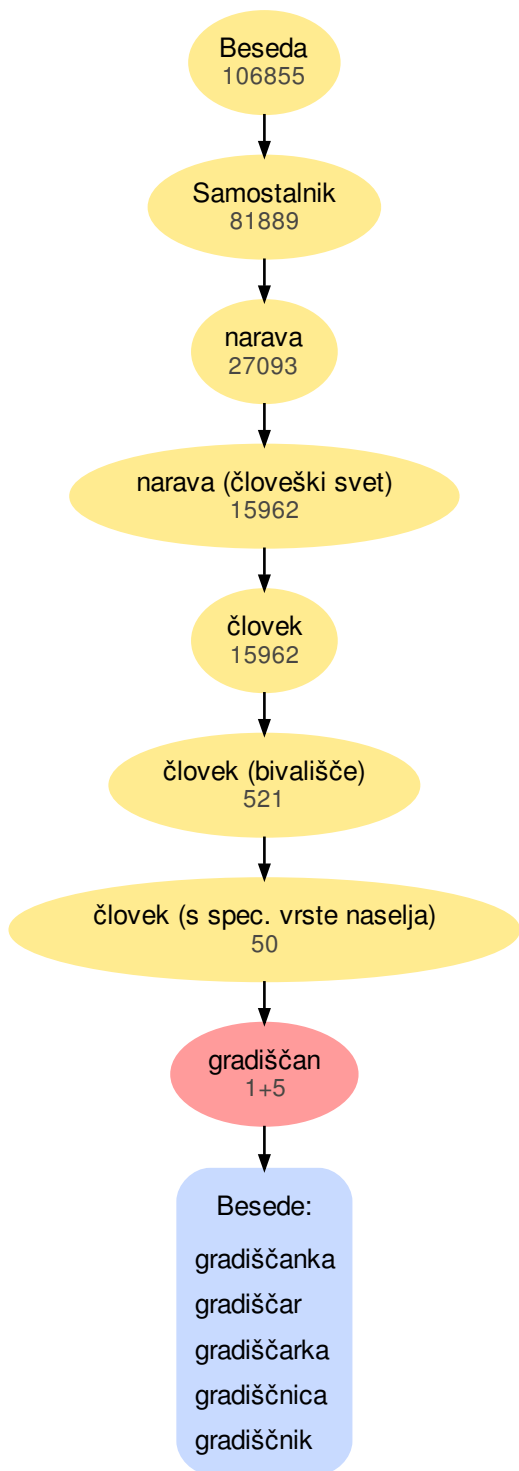 Beseda
106855
Samostalnik
81889
narava
27093
narava (človeški svet)
15962
človek
15962
človek (bivališče)
521
človek (s spec. vrste naselja)
50
gradiščan
1+5
Besede:
gradiščanka
gradiščar
gradiščarka
gradiščnica
gradiščnik